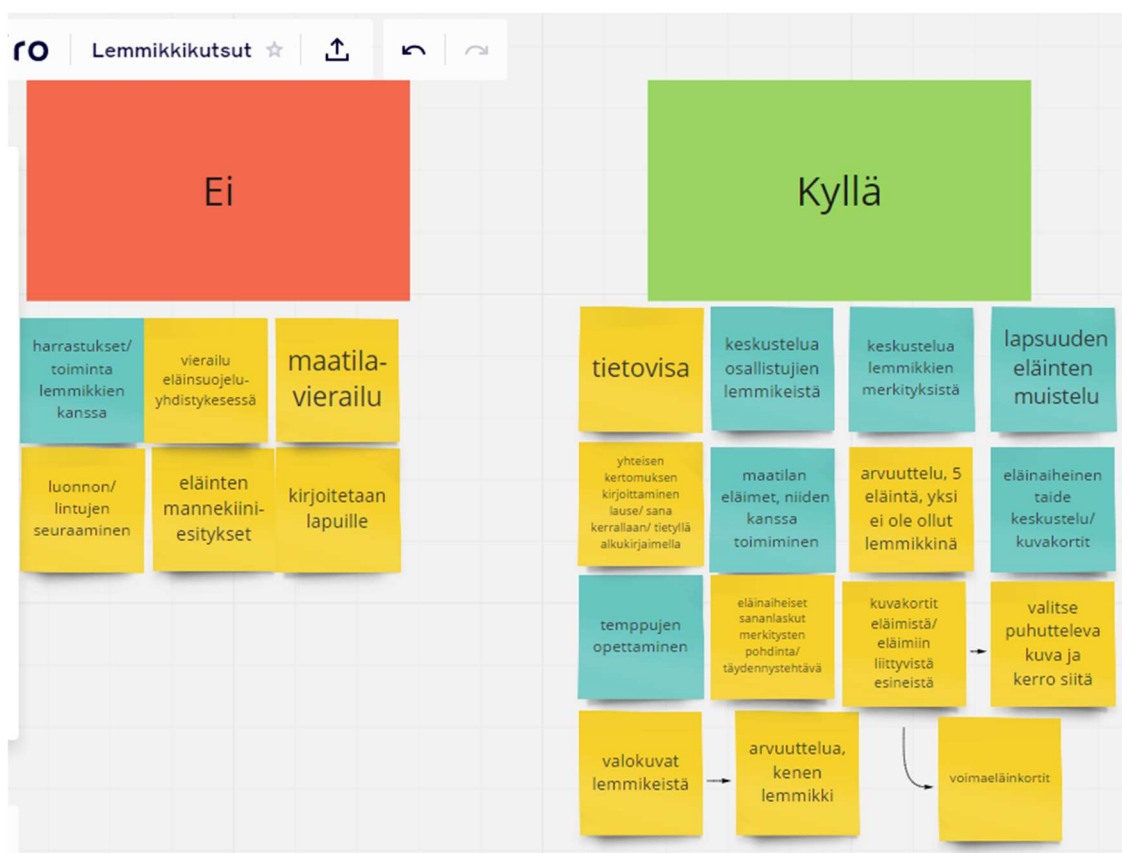 ro
Lemmikkikutsut
Ei
Kyllä
harrastukset/
toiminta
lemmikkien
kanssa
vierailu
eläinsuojelu-
yhdistykesessä
maatila-
vierailu
luonnon/
lintujen
seuraaminen
eläinten
mannekiini-
esitykset
kirjoitetaan
lapuille
tietovisa
keskustelua
osallistujien
lemmikeistä
keskustelua
lemmikkien
merkityksistä
lapsuuden
eläinten
muistelu
yhteisen
kertomuksen
kirjoittaminen
lause/ sana
kerrallaan/ tietyllä
alkukirjaimella
maatilan
eläimet, niiden
kanssa
toimiminen
arvuuttelu, 5
eläintä, yksi
ei ole ollut
lemmikkinä
eläinaiheinen
taide
keskustelu/
kuvakortit
temppujen
opettaminen
eläinaiheiset
sananlaskut
merkitysten
pohdinta/
täydennystehtävä
kuvakortit
eläimistä/
eläimiin
liittyvistä
esineistä
valitse
puhutteleva
kuva ja
kerro siitä
valokuvat
lemmikeistä
arvuuttelua,
kenen
lemmikki
voimaeläinkortit